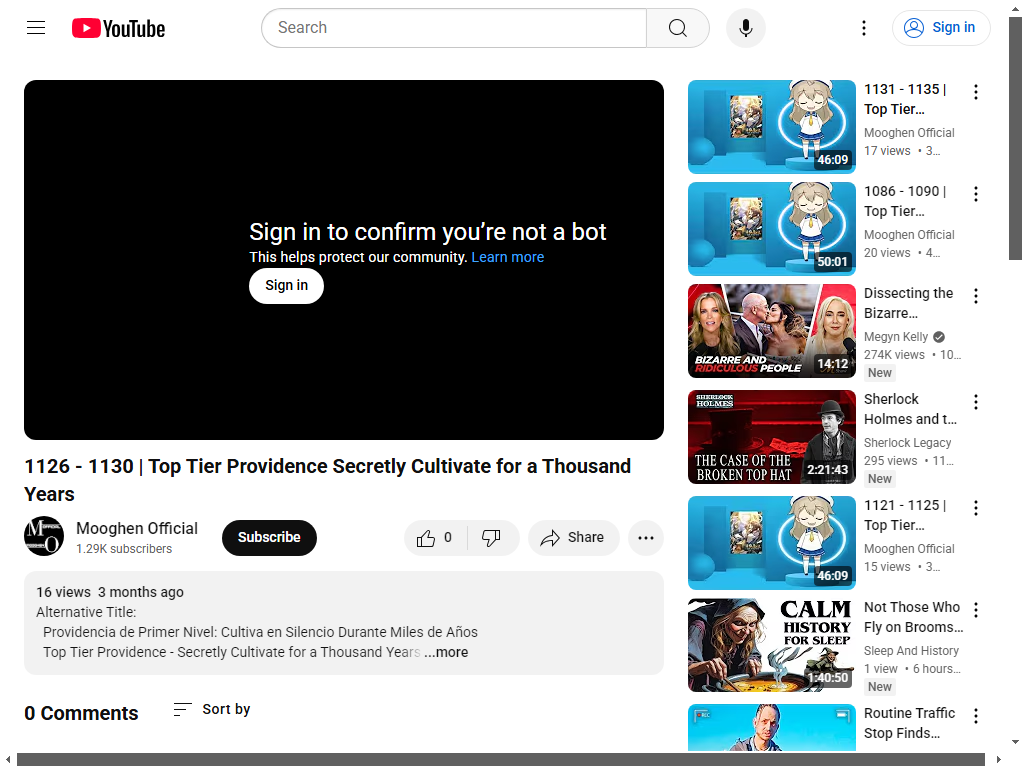 YouTube
Search
Sign in
Sign in to confirm you’re not a bot
This helps protect our community. Learn more
Sign in
1126 - 1130 | Top Tier Providence Secretly Cultivate for a Thousand
Years
Mooghen Official
1.29K subscribers
Subscribe
0
Share
16 views 3 months ago
Alternative Title:
Providencia de Primer Nivel: Cultiva en Silencio Durante Miles de Años
Top Tier Providence - Secretly Cultivate for a Thousand Years ...more
0 Comments
Sort by
46:09
1131 - 1135 |
Top Tier...
Mooghen Official
17 views • 3...
50:01
1086 - 1090 |
Top Tier...
Mooghen Official
20 views • 4...
BIZARRE AND
RIDICULOUS PEOPLE
14:12
Dissecting the
Bizarre...
Megyn Kelly
274K views • 10...
New
SHERLOCK
HOLMES
THE CASE OF THE
BROKEN TOP HAT
2:21:43
Sherlock
Holmes and t...
Sherlock Legacy
295 views • 11...
New
46:09
1121 - 1125 |
Top Tier...
Mooghen Official
15 views • 3...
CALM
HISTORY
FOR SLEEP
1:40:50
Not Those Who
Fly on Brooms...
Sleep And History
1 view • 6 hours...
New
REC
Routine Traffic
Stop Finds...